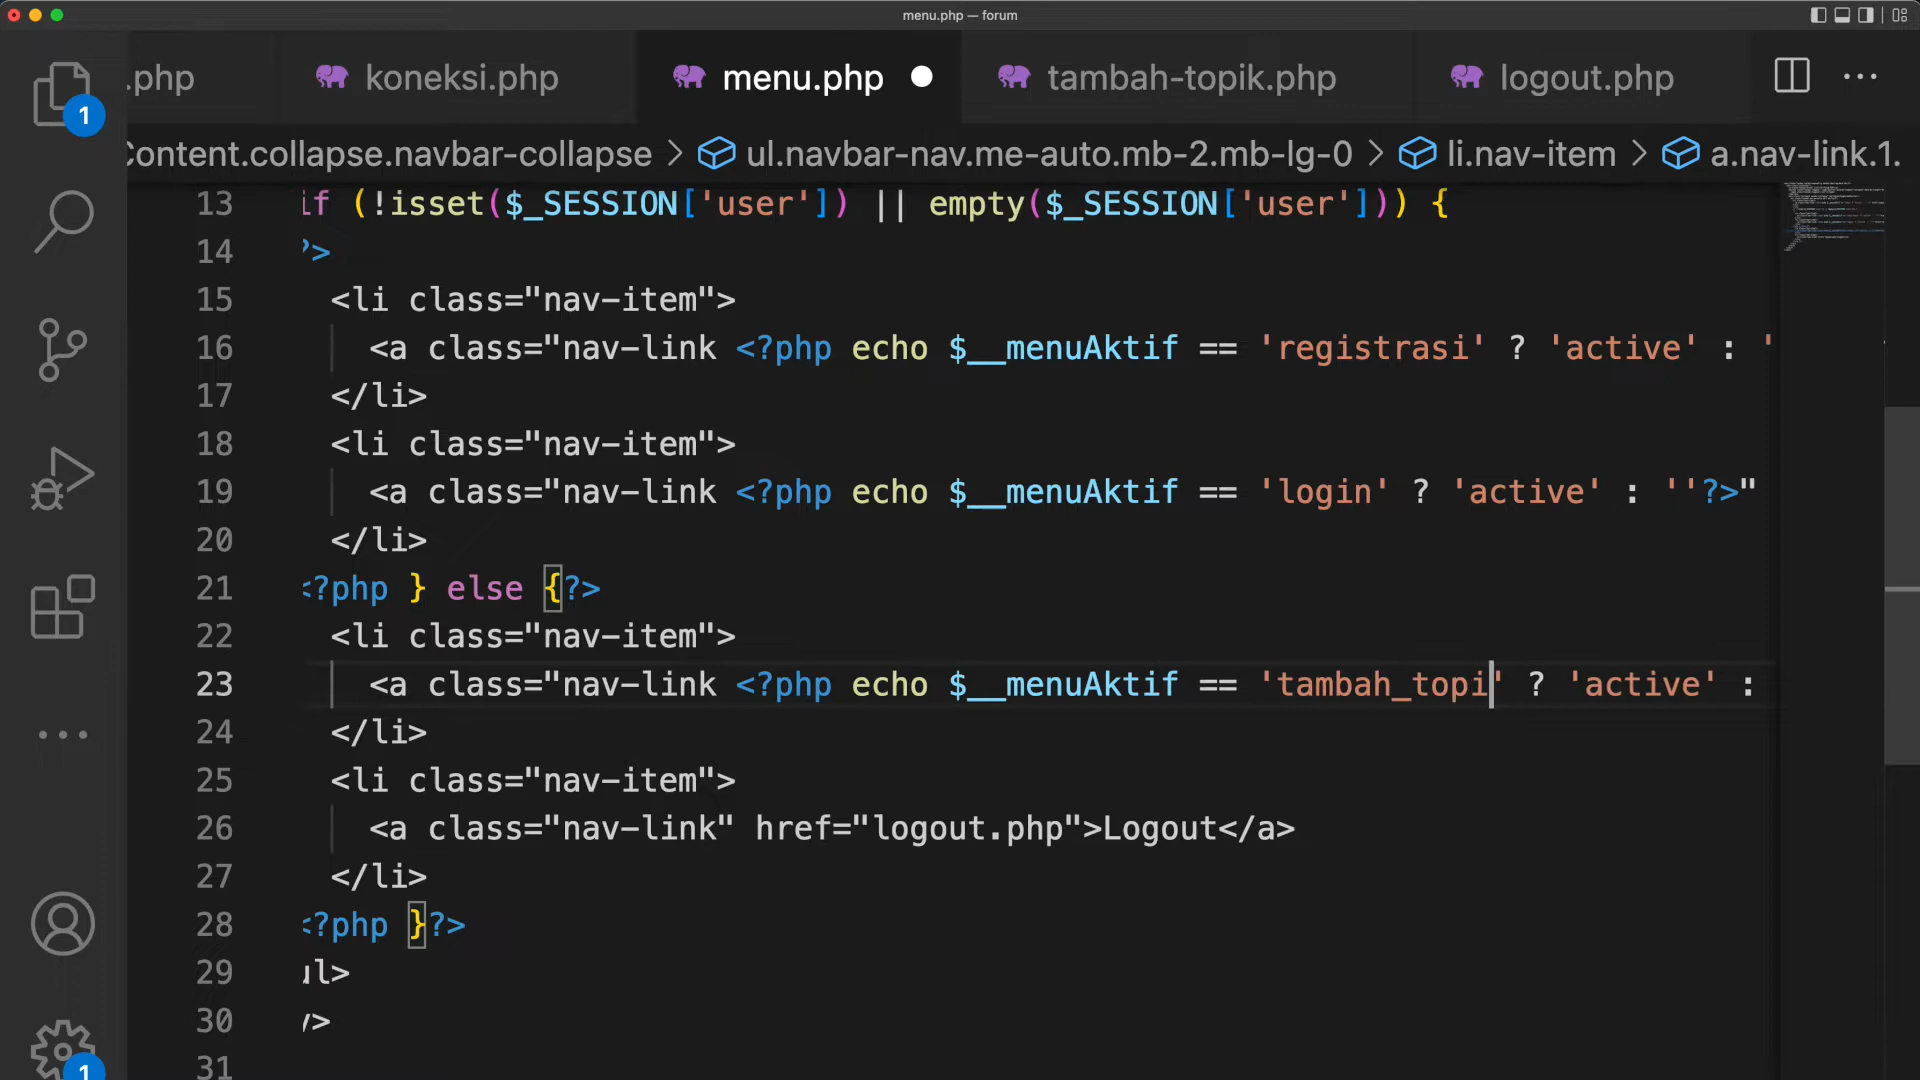 menu.php — forum
.php koneksi.php menu.php tambah-topik.php logout.php
Content.collapse.navbar-collapse > ul.navbar-nav.me-auto.mb-2.mb-lg-0 > li.nav-item > a.nav-link.1.
13 if (!isset($_SESSION['user']) || empty($_SESSION['user'])) {
14 ?>
15 <li class="nav-item">
16 <a class="nav-link <?php echo $__menuAktif == 'registrasi' ? 'active' : '
17 </li>
18 <li class="nav-item">
19 <a class="nav-link <?php echo $__menuAktif == 'login' ? 'active' : ''?>"
20 </li>
21 <?php } else {?>
22 <li class="nav-item">
23 <a class="nav-link <?php echo $__menuAktif == 'tambah_topi' ? 'active' :
24 </li>
25 <li class="nav-item">
26 <a class="nav-link" href="logout.php">Logout</a>
27 </li>
28 <?php }?>
29 ul>
30 v>
31
1
1